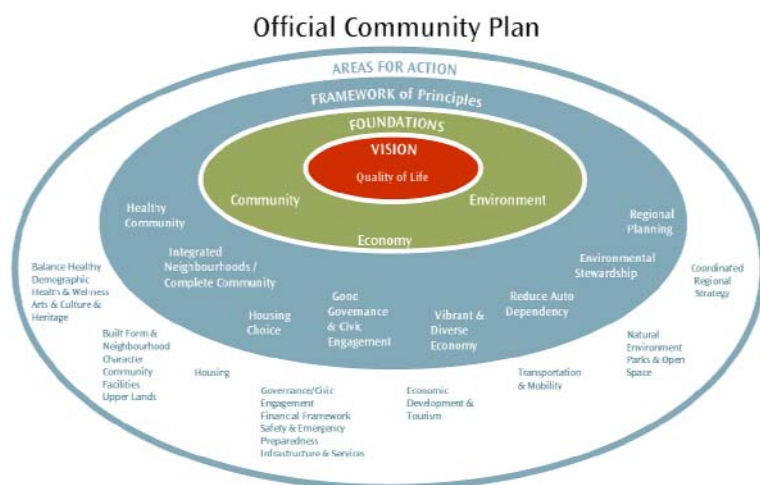 Official Community Plan
AREAS FOR ACTION
FRAMEWORK of Principles
FOUNDATIONS
VISION
Quality of Life
Community
Environment
Economy
Healthy
Community
Integrated
Neighbourhoods /
Complete Community
Housing
Choice
Good
Governance
& Civic
Engagement
Vibrant &
Diverse
Economy
Reduce Auto
Dependency
Environmental
Stewardship
Regional
Planning
Balance Healthy
Demographic
Health & Wellness
Arts & Culture &
Heritage
Built Form &
Neighbourhood
Character
Community
Facilities
Upper Lands
Housing
Governance/Civic
Engagement
Financial Framework
Safety & Emergency
Preparedness
Infrastructure & Services
Economic
Development &
Tourism
Transportation
& Mobility
Natural
Environment
Parks & Open
Space
Coordinated
Regional
Strategy